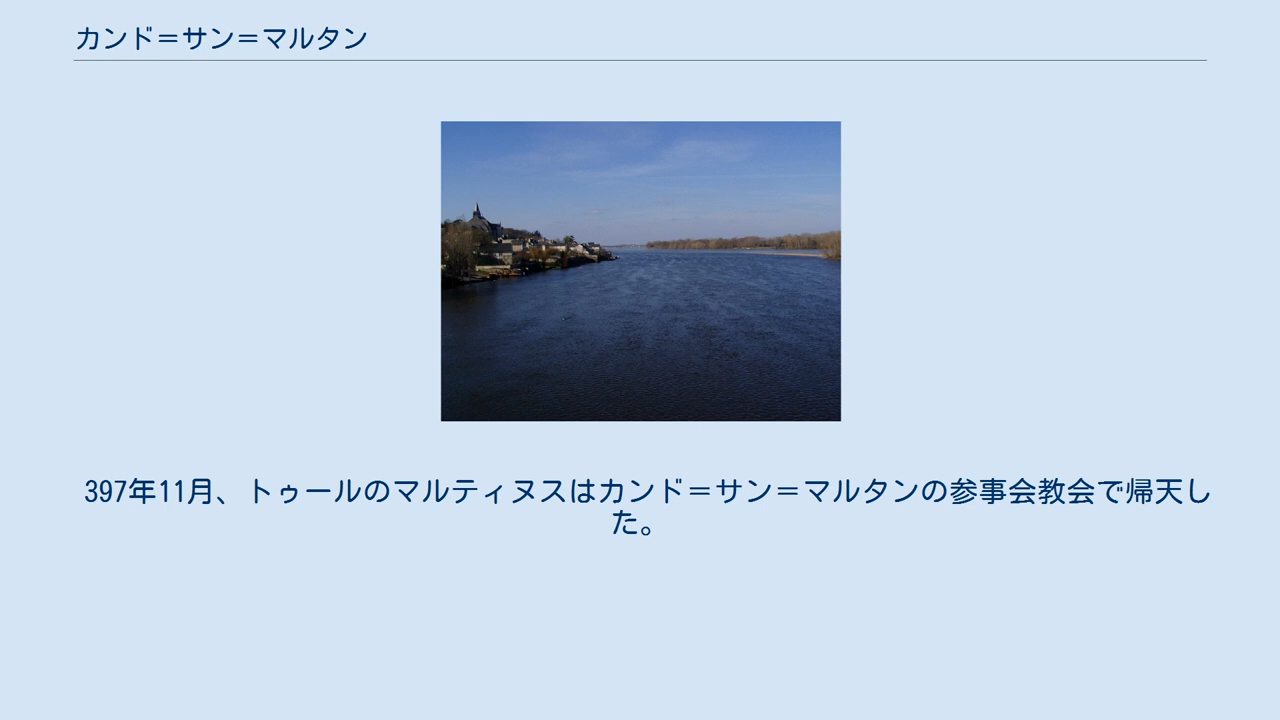 カンド＝サン＝マルタン
397年11月、トゥールのマルティヌスはカンド＝サン＝マルタンの参事会教会で帰天し
た。